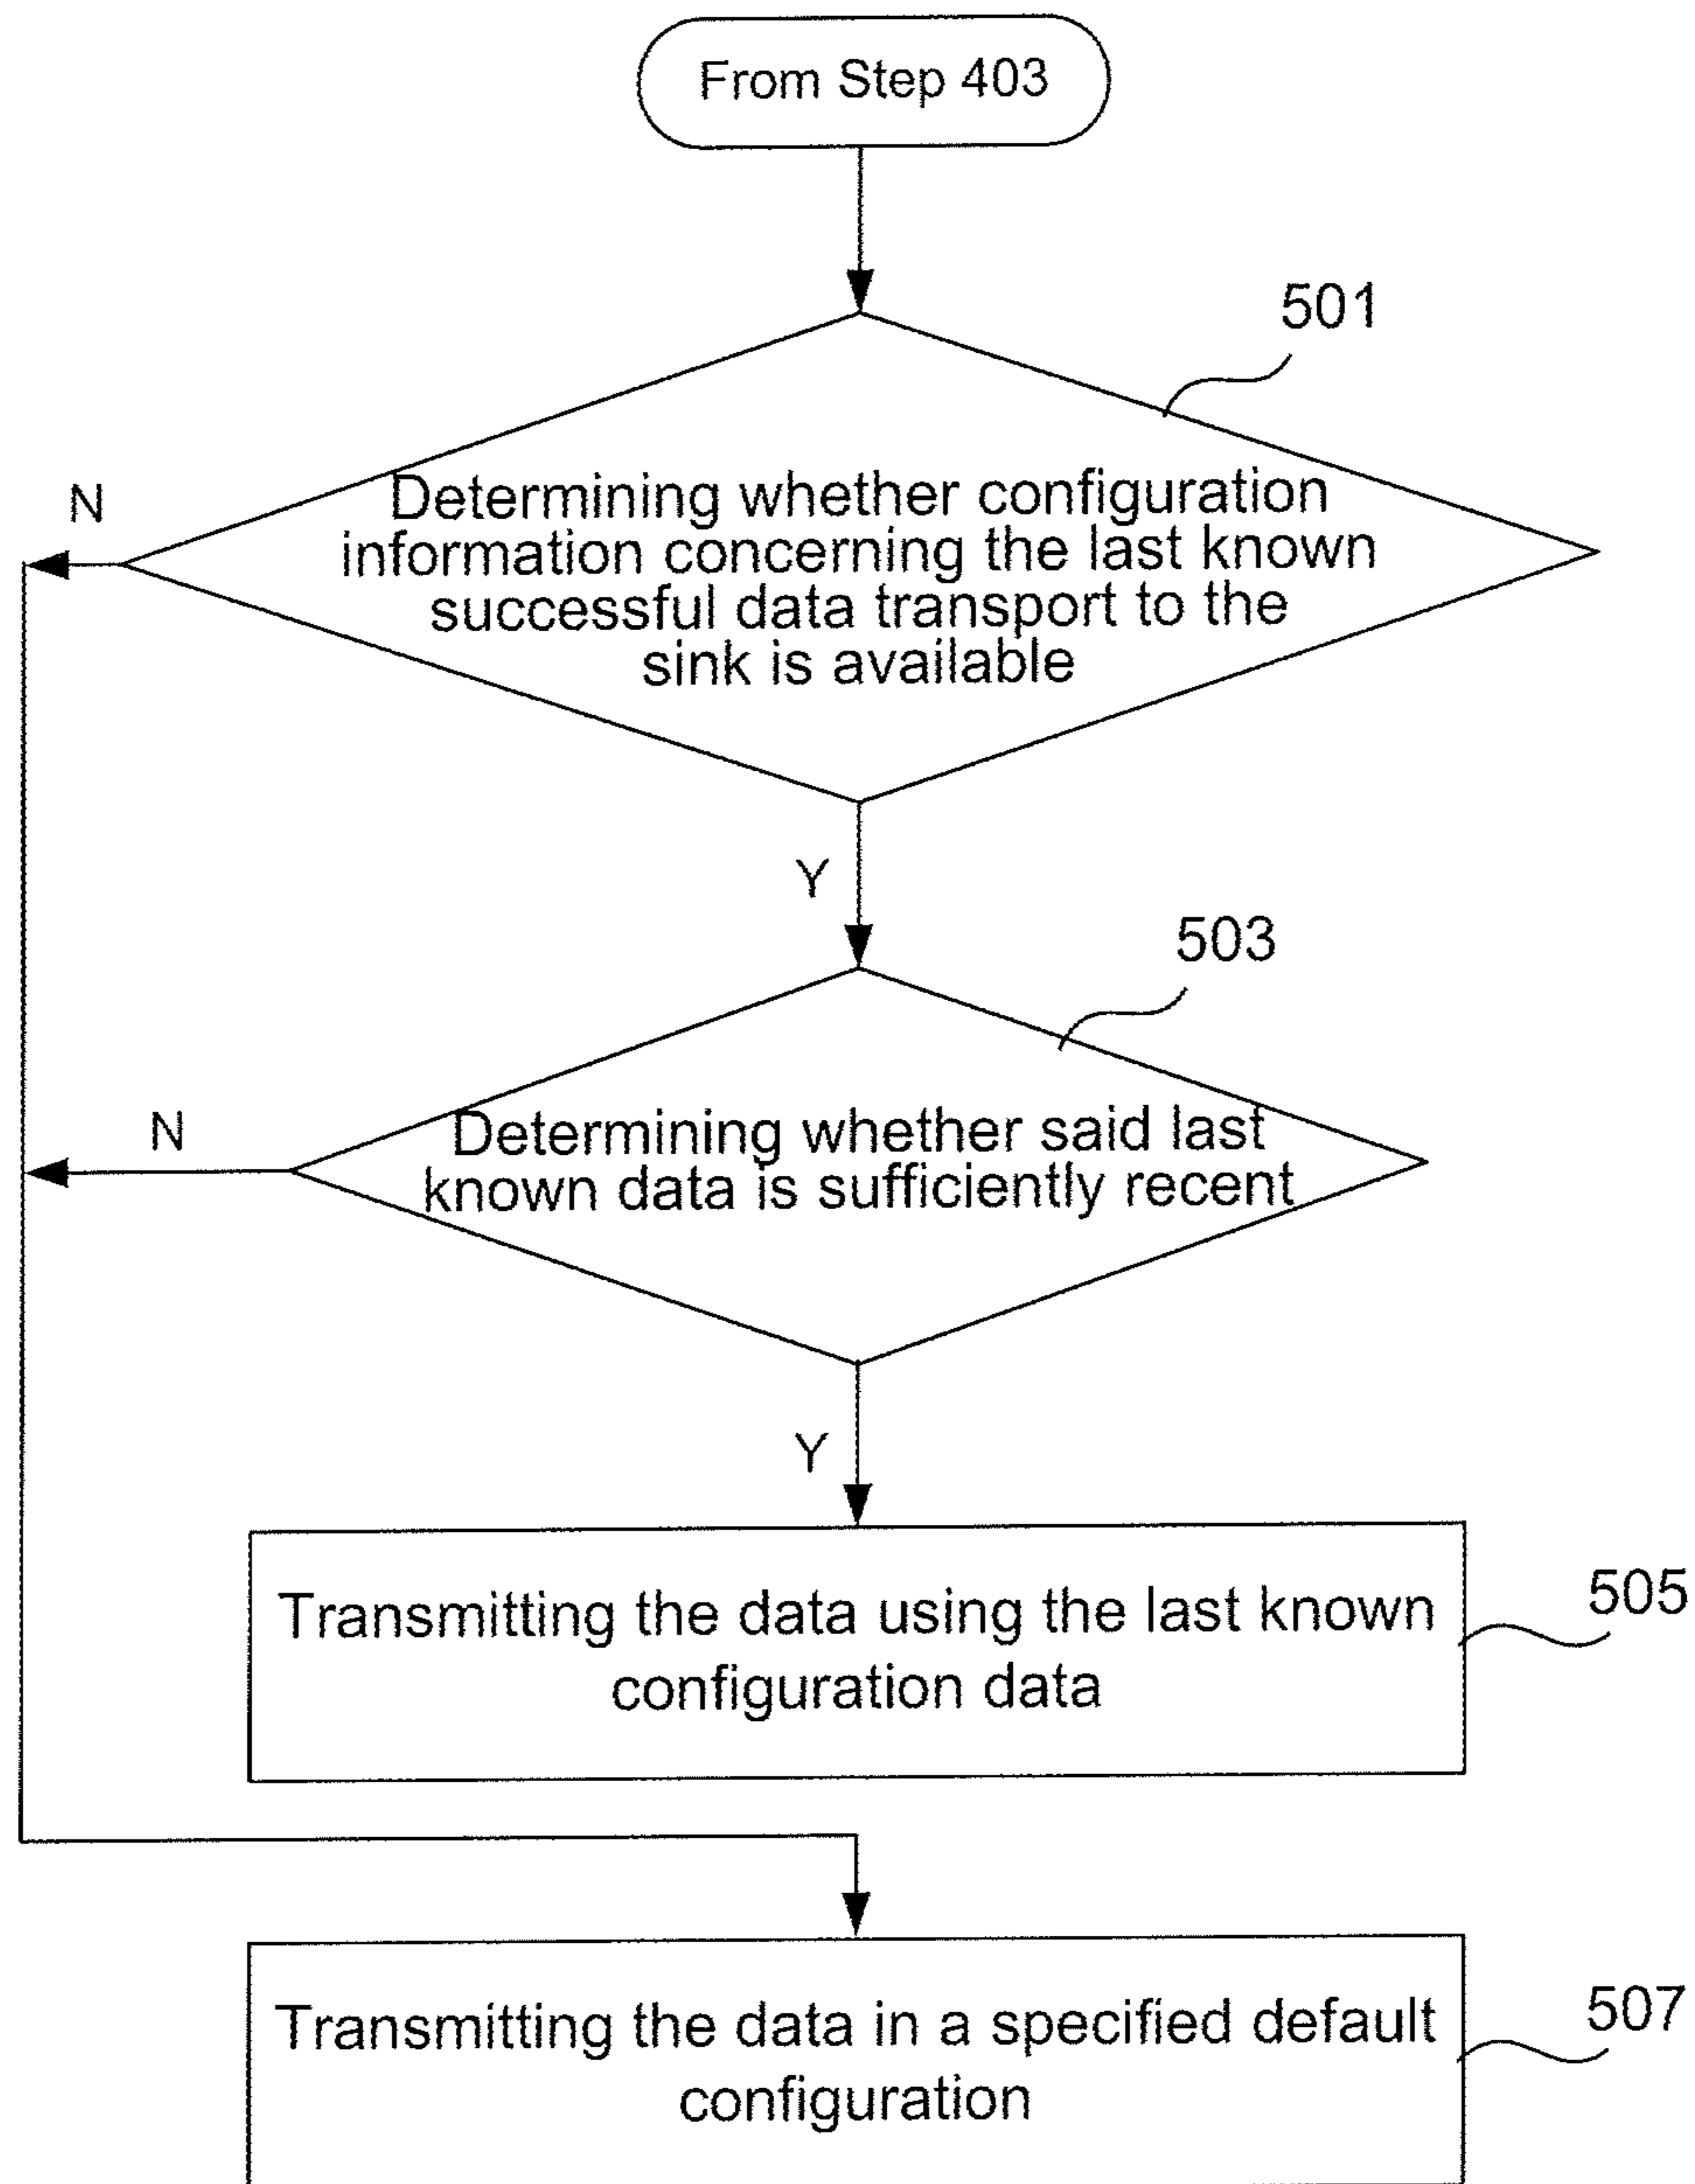 From Step 403
501
Determining whether configuration
information concerning the last known
successful data transport to the
sink is available
N
Y
503
Determining whether said last
known data is sufficiently recent
N
Y
505
Transmitting the data using the last known
configuration data
507
Transmitting the data in a specified default
configuration